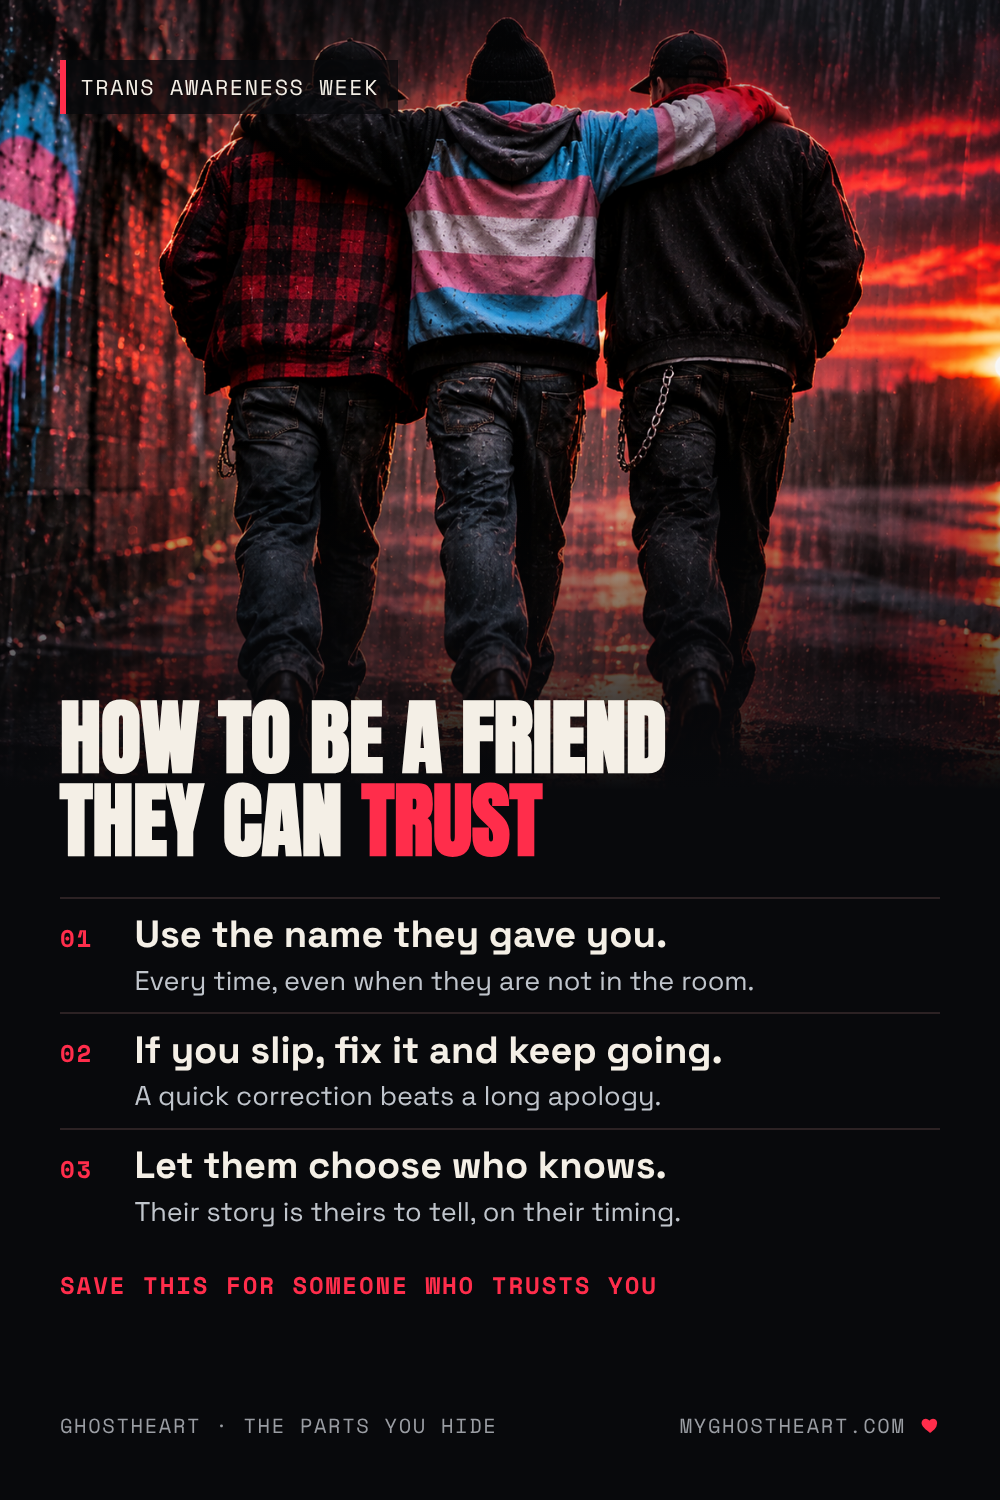 TRANS AWARENESS WEEK
HOW TO BE A FRIEND
THEY CAN TRUST
01 Use the name they gave you.
Every time, even when they are not in the room.
02 If you slip, fix it and keep going.
A quick correction beats a long apology.
03 Let them choose who knows.
Their story is theirs to tell, on their timing.
SAVE THIS FOR SOMEONE WHO TRUSTS YOU
GHOSTHEART · THE PARTS YOU HIDE
MYGHOSTHEART.COM ♥